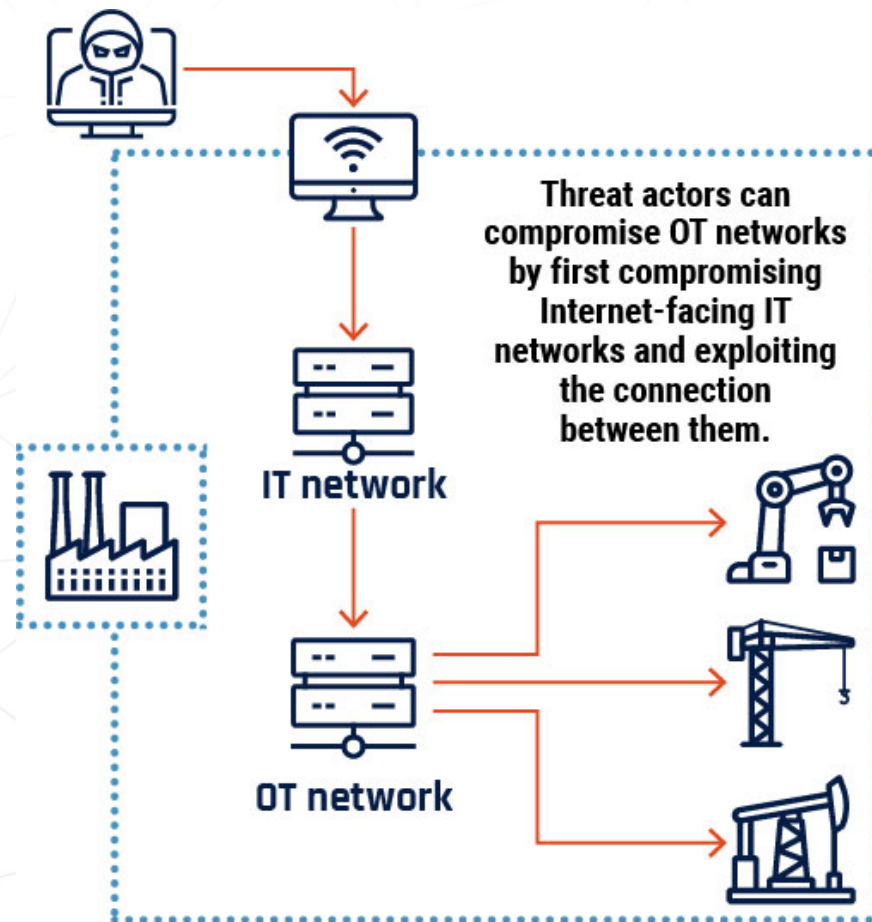 Threat actors can
compromise OT networks
by first compromising
Internet-facing IT
networks and exploiting
the connection
between them.
IT network
OT network